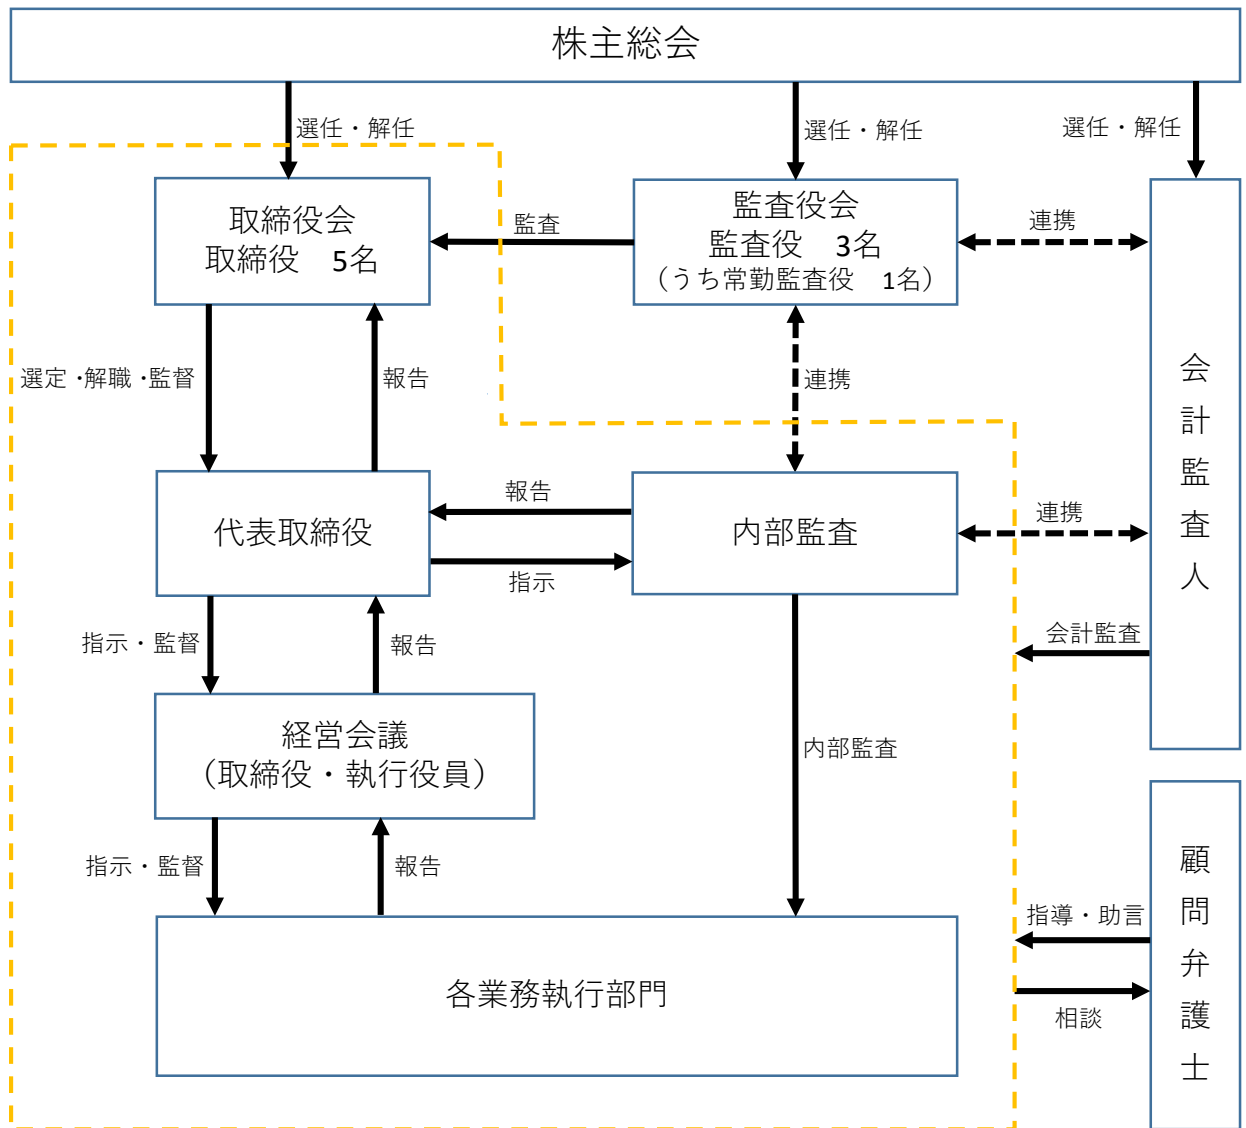 株主総会
選任・解任
選任・解任
選任・解任
取締役会
取締役　5名
監査
監査役会
監査役　3名
（うち常勤監査役　1名）
連携
会計監査人
選定・解職・監督
報告
連携
代表取締役
報告
指示
内部監査
連携
指示・監督
報告
会計監査
経営会議
（取締役・執行役員）
内部監査
指示・監督
報告
各業務執行部門
指導・助言
相談
顧問弁護士